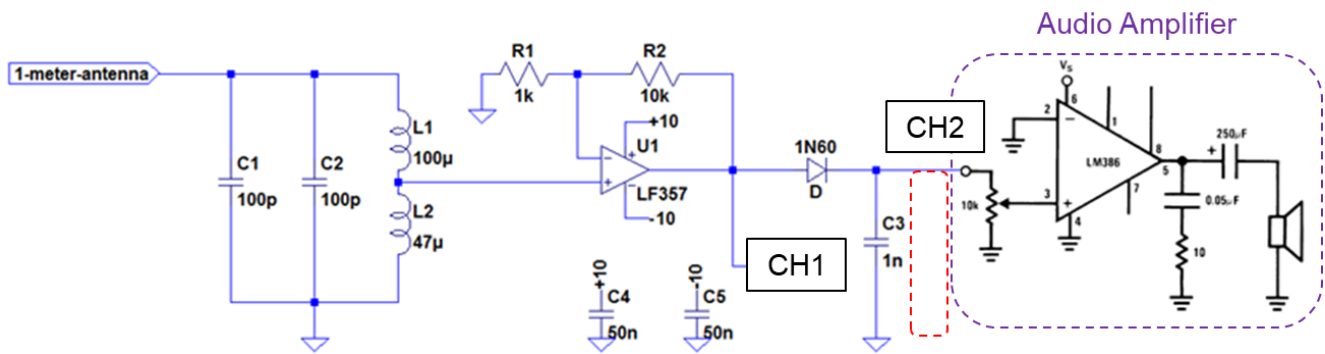 Audio Amplifier
1-meter-antenna
C1
100p
C2
100p
L1
100µ
L2
47µ
R1
1k
R2
10k
+10
U1
LF357
-10
+10
C4
50n
-10
C5
50n
CH1
1N60
D
CH2
C3
1n
10k
Vs
6
2
1
8
LM386
5
3
7
4
250µF
0.05µF
10